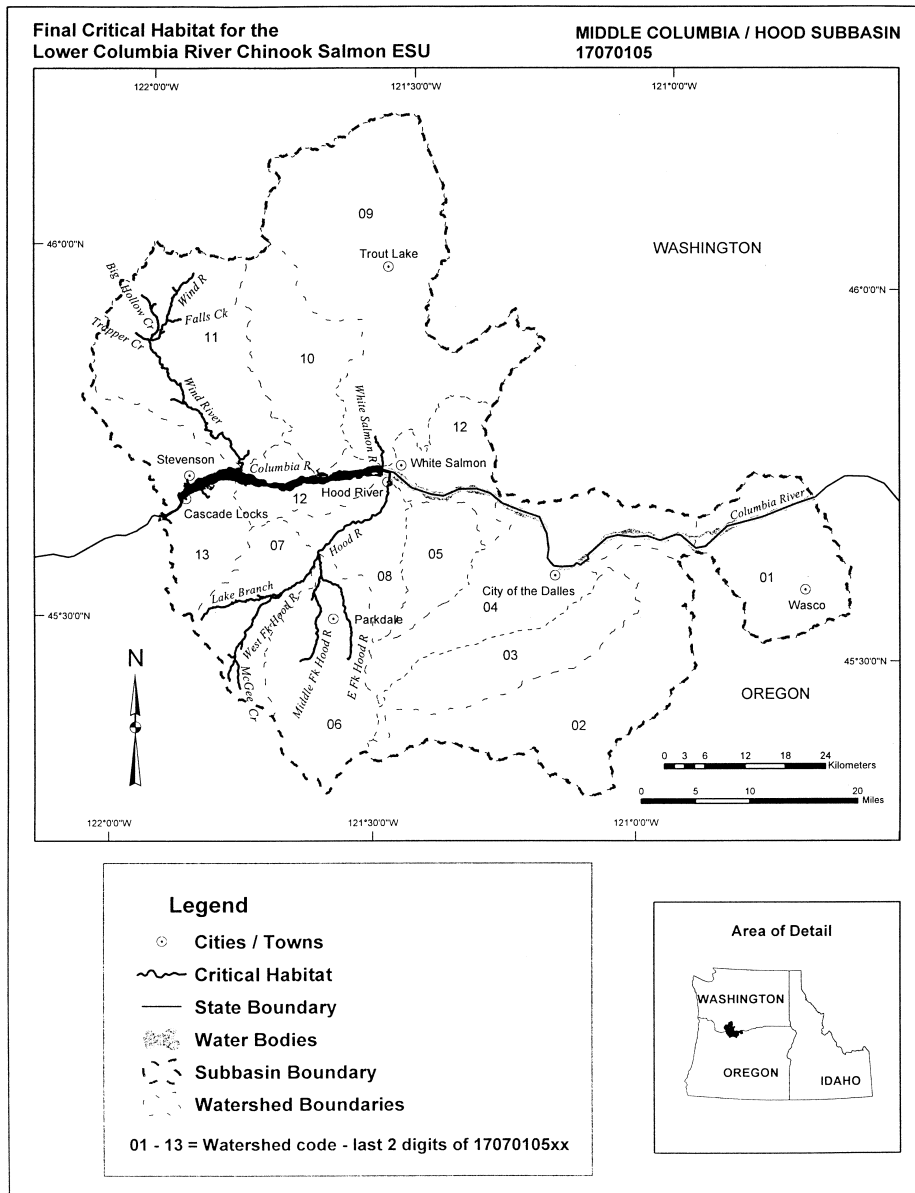 Final Critical Habitat for the
Lower Columbia River Chinook Salmon ESU
MIDDLE COLUMBIA / HOOD SUBBASIN
17070105
122°0'0"W
121°30'0"W
121°0'0"W
46°0'0"N
46°0'0"N
09
Trout Lake
WASHINGTON
Big Hollow Cr
Wind R
Falls Ck
Trapper Cr
11
10
Wind River
White Salmon R
12
Stevenson
Columbia R
White Salmon
Hood River
12
Cascade Locks
Columbia River
13
07
Hood R
05
08
City of the Dalles
04
01
Wasco
Lake Branch
West Fk Hood R
Parkdale
03
45°30'0"N
45°30'0"N
N
McGee Cr
Middle Fk Hood R
E Fk Hood R
OREGON
06
02
0 3 6 12 18 24
Kilometers
0 5 10 20
Miles
122°0'0"W
121°30'0"W
121°0'0"W
Legend
Cities / Towns
Critical Habitat
State Boundary
Water Bodies
Subbasin Boundary
Watershed Boundaries
01 - 13 = Watershed code - last 2 digits of 17070105xx
Area of Detail
WASHINGTON
OREGON
IDAHO